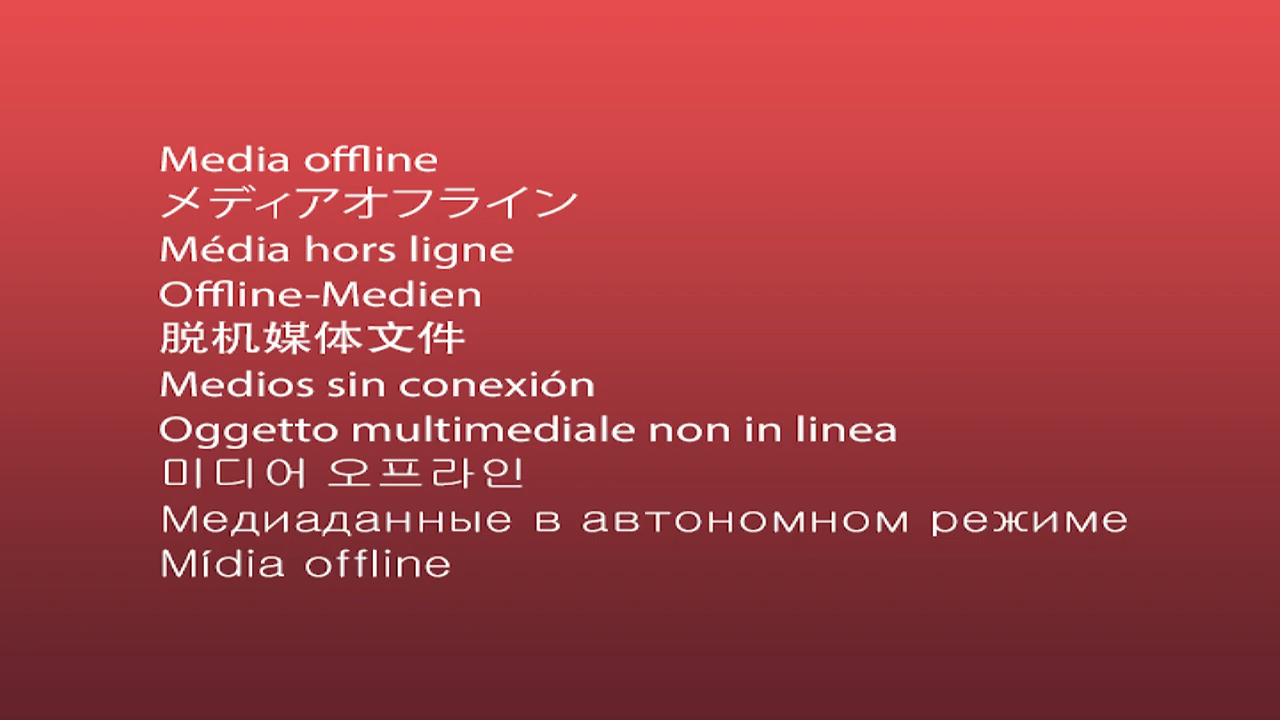 Media offline
メディアオフライン
Média hors ligne
Offline-Medien
脱机媒体文件
Medios sin conexión
Oggetto multimediale non in linea
미디어 오프라인
Медиаданные в автономном режиме
Mídia offline